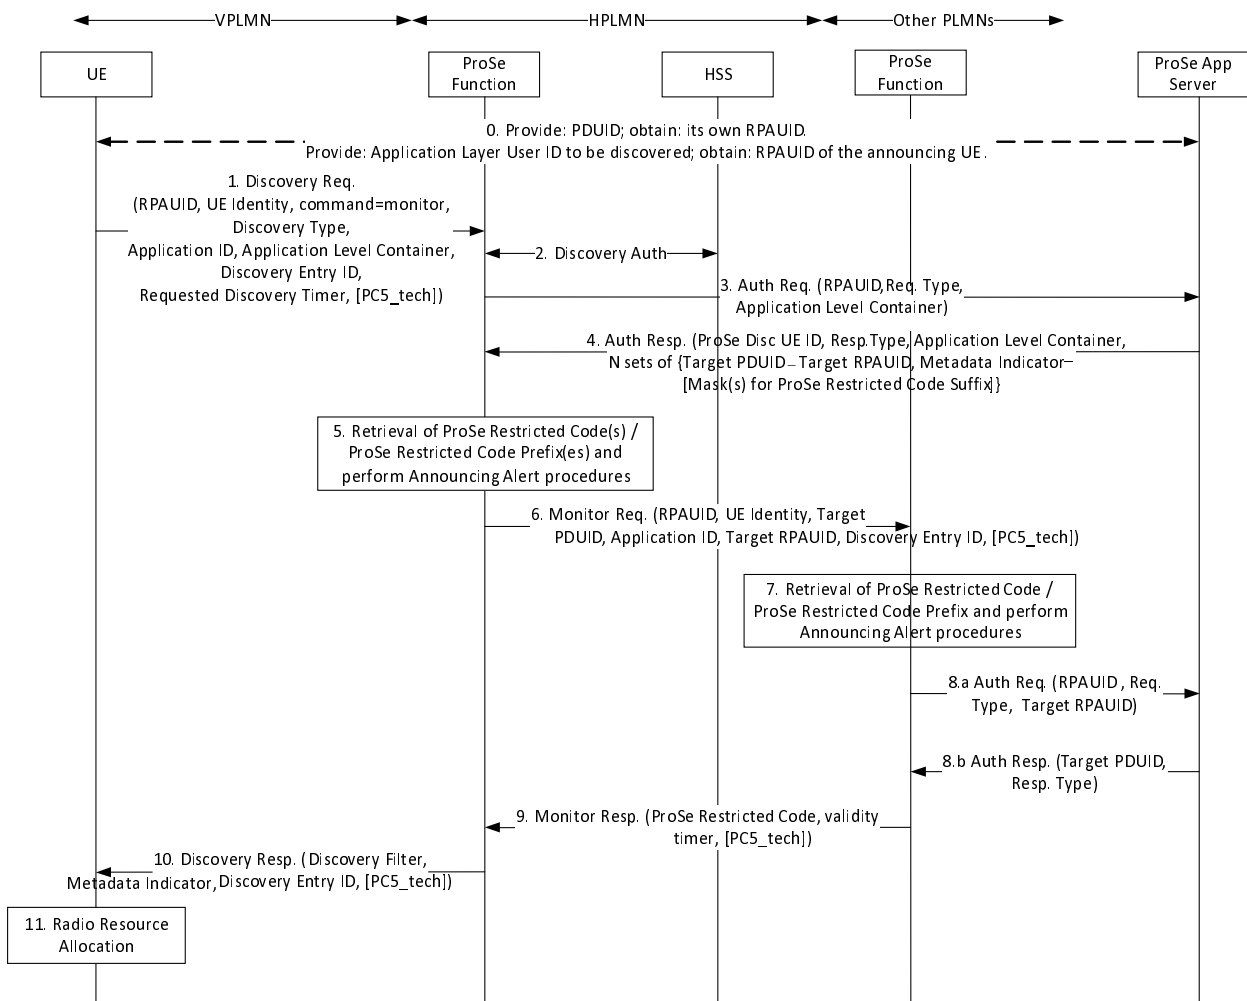 VPLMN
HPLMN
Other PLMNs
UE
ProSe
Function
HSS
ProSe
Function
ProSe App
Server
0. Provide: PDUID; obtain: its own RPAUID.
Provide: Application Layer User ID to be discovered; obtain: RPAUID of the announcing UE.
1. Discovery Req.
(RPAUID, UE Identity, command=monitor,
Discovery Type,
Application ID, Application Level Container,
Discovery Entry ID,
Requested Discovery Timer, [PC5_tech])
2. Discovery Auth
3. Auth Req. (RPAUID,Req. Type,
Application Level Container)
4. Auth Resp. (ProSe Disc UE ID, Resp.Type, Application Level Container,
N sets of {Target PDUID – Target RPAUID, Metadata Indicator–
[Mask(s) for ProSe Restricted Code Suffix]}
5. Retrieval of ProSe Restricted Code(s) /
ProSe Restricted Code Prefix(es) and
perform Announcing Alert procedures
6. Monitor Req. (RPAUID, UE Identity, Target
PDUID, Application ID, Target RPAUID, Discovery Entry ID, [PC5_tech])
7. Retrieval of ProSe Restricted Code /
ProSe Restricted Code Prefix and perform
Announcing Alert procedures
8.a Auth Req. (RPAUID , Req.
Type, Target RPAUID)
8.b Auth Resp. (Target PDUID,
Resp. Type)
9. Monitor Resp. (ProSe Restricted Code, validity
timer, [PC5_tech])
10. Discovery Resp. (Discovery Filter,
Metadata Indicator, Discovery Entry ID, [PC5_tech])
11. Radio Resource
Allocation